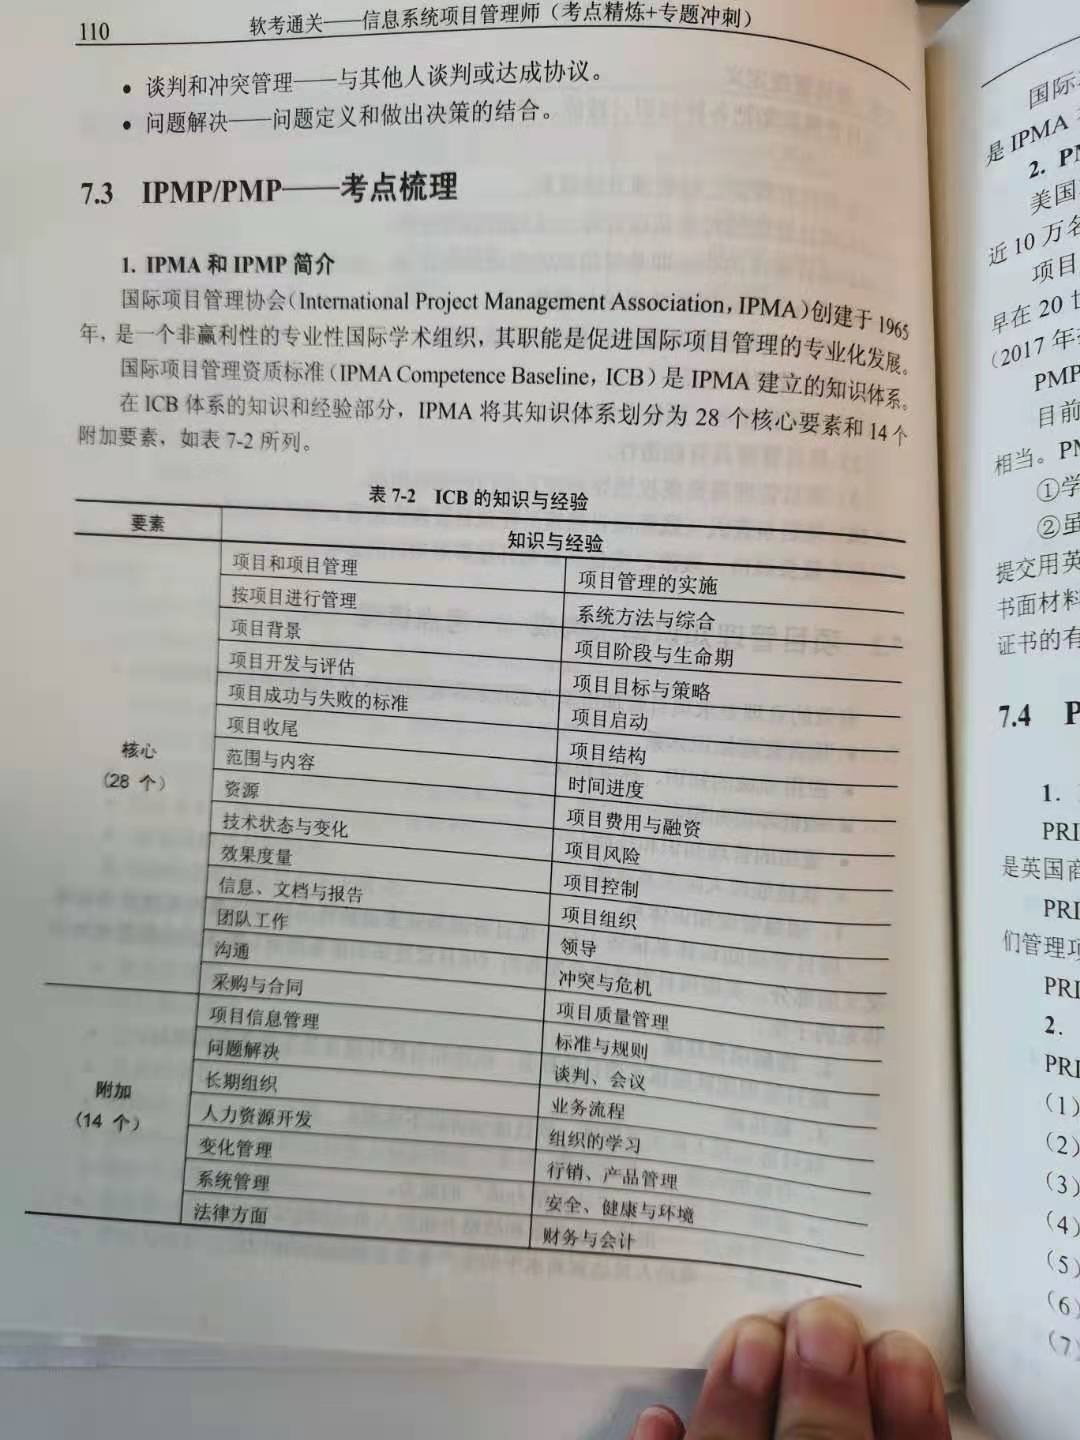 110
软考通关——信息系统项目管理师（考点精炼+专题冲刺）
• 谈判和冲突管理——与其他人谈判或达成协议。
• 问题解决——问题定义和做出决策的结合。
7.3 IPMP/PMP——考点梳理
1. IPMA 和 IPMP 简介
国际项目管理协会（International Project Management Association，IPMA）创建于 1965
年，是一个非赢利性的专业性国际学术组织，其职能是促进国际项目管理的专业化发展。
国际项目管理资质标准（IPMA Competence Baseline，ICB）是 IPMA 建立的知识体系。
在 ICB 体系的知识和经验部分，IPMA 将其知识体系划分为 28 个核心要素和 14 个
附加要素，如表 7-2 所列。
表 7-2 ICB 的知识与经验
要素 知识与经验
项目和项目管理 项目管理的实施
按项目进行管理 系统方法与综合
项目背景 项目阶段与生命期
项目开发与评估 项目目标与策略
项目成功与失败的标准 项目启动
项目收尾 项目结构
核心
（28 个）
范围与内容 时间进度
资源 项目费用与融资
技术状态与变化 项目风险
效果度量 项目控制
信息、文档与报告 项目组织
团队工作 领导
沟通 冲突与危机
采购与合同 项目质量管理
项目信息管理 标准与规则
问题解决 谈判、会议
附加
（14 个）
长期组织 业务流程
人力资源开发 组织的学习
变化管理 行销、产品管理
系统管理 安全、健康与环境
法律方面 财务与会计
国际
是 IPMA
2. P
美国
近 10 万名
项目
早在 20 世
（2017 年
PMP
目前
相当。P
①学
②虽
提交用英
书面材料
证书的有
7.4 P
1.
PRI
是英国商
PRI
们管理项
PRI
2.
PRI
（1）
（2）
（3）
（4）
（5）
（6）
（7）